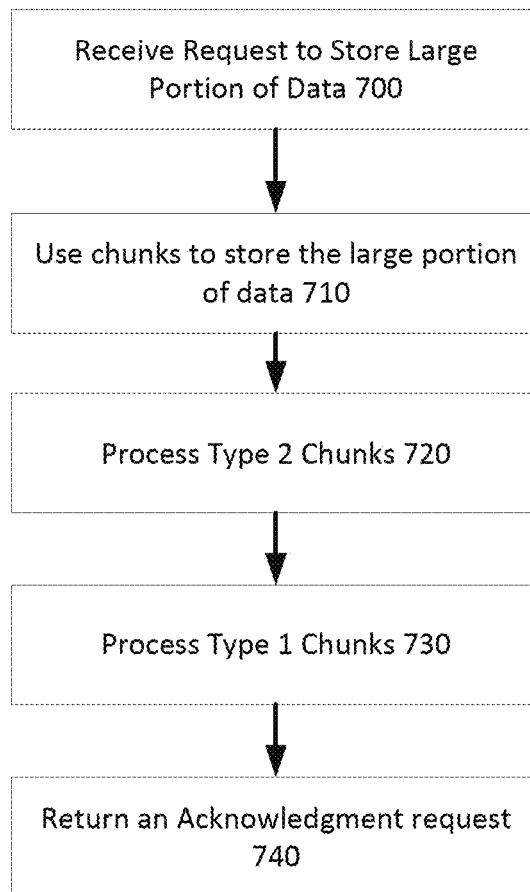 Receive Request to Store Large
Portion of Data 700
Use chunks to store the large portion
of data 710
Process Type 2 Chunks 720
Process Type 1 Chunks 730
Return an Acknowledgment request
740